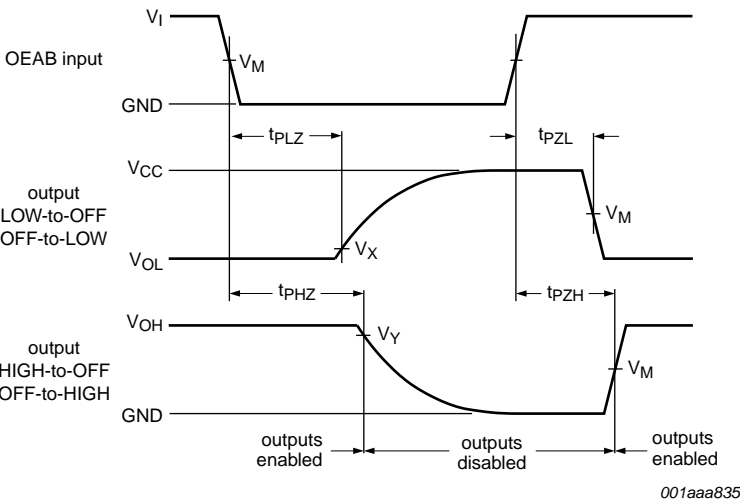 VI
OEAB input
VM
GND
tPLZ
tPZL
VCC
output
LOW-to-OFF
OFF-to-LOW
VM
VX
VOL
tPHZ
tPZH
VOH
output
HIGH-to-OFF
OFF-to-HIGH
VY
VM
GND
outputs
enabled
outputs
disabled
outputs
enabled
001aaa835